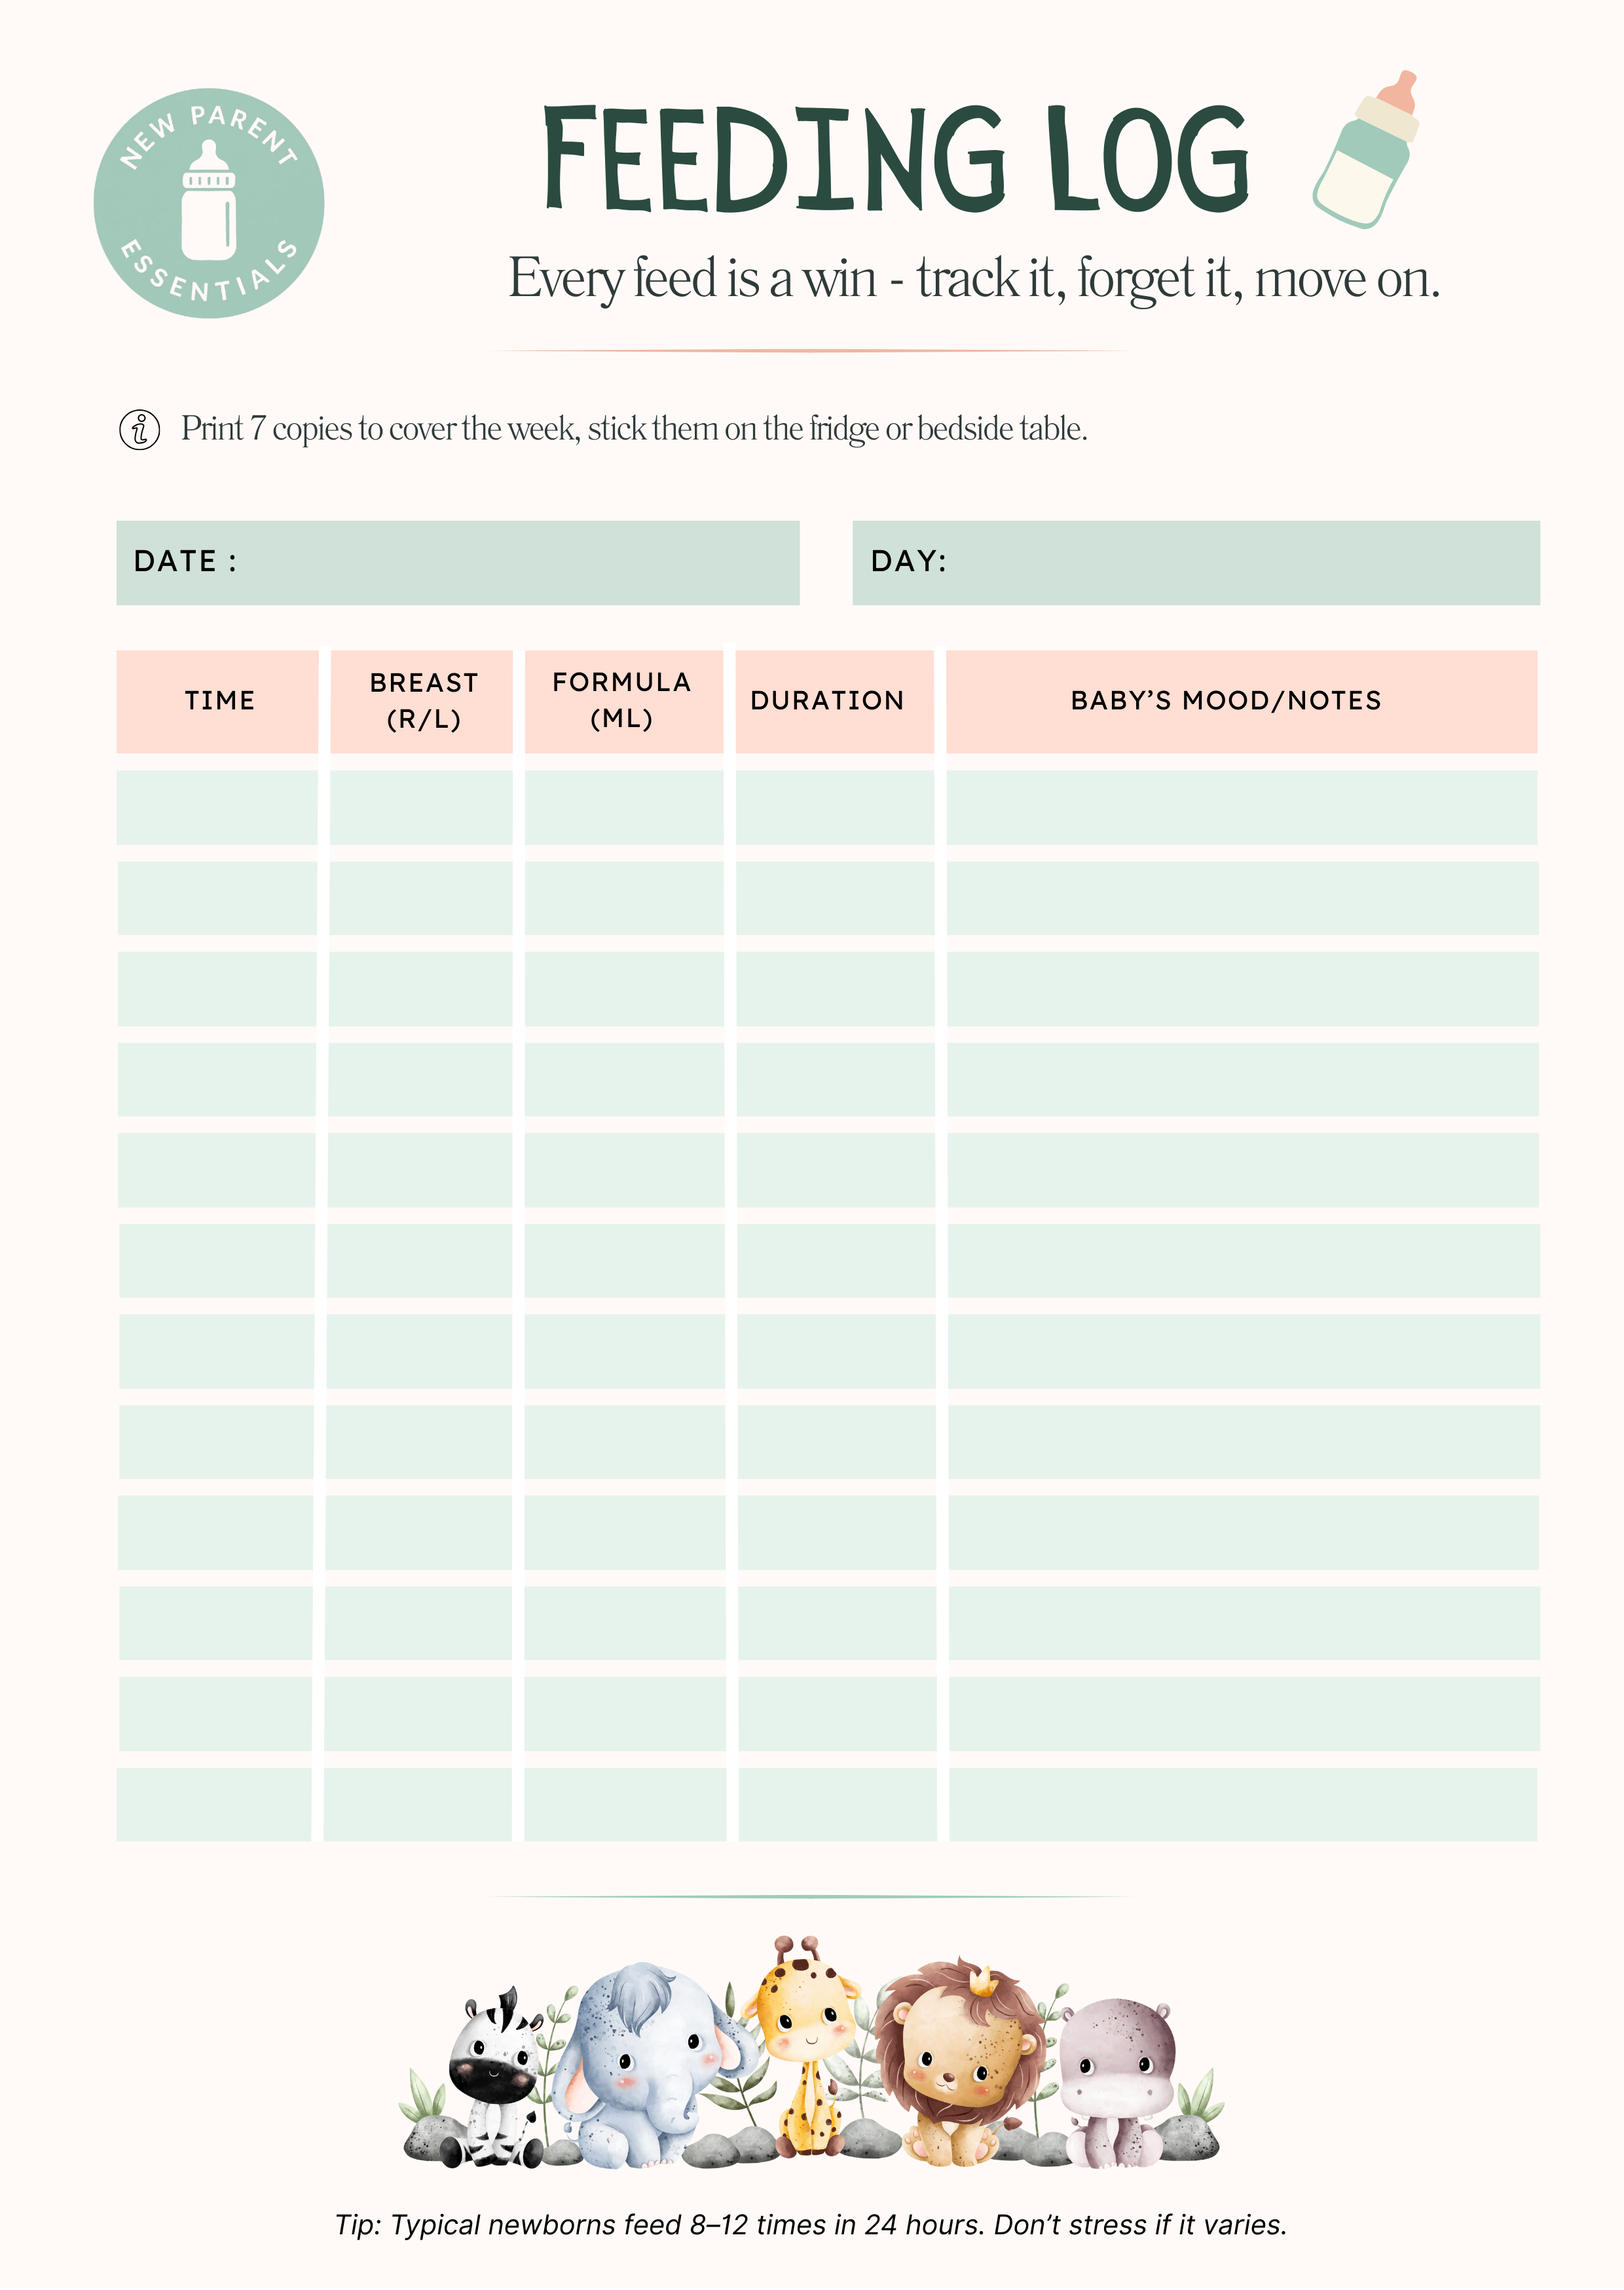 NEW PARENT
ESSENTIALS
FEEDING LOG
Every feed is a win - track it, forget it, move on.
i Print 7 copies to cover the week, stick them on the fridge or bedside table.
DATE :
DAY:
TIME
BREAST
(R/L)
FORMULA
(ML)
DURATION
BABY’S MOOD/NOTES
Tip: Typical newborns feed 8–12 times in 24 hours. Don’t stress if it varies.